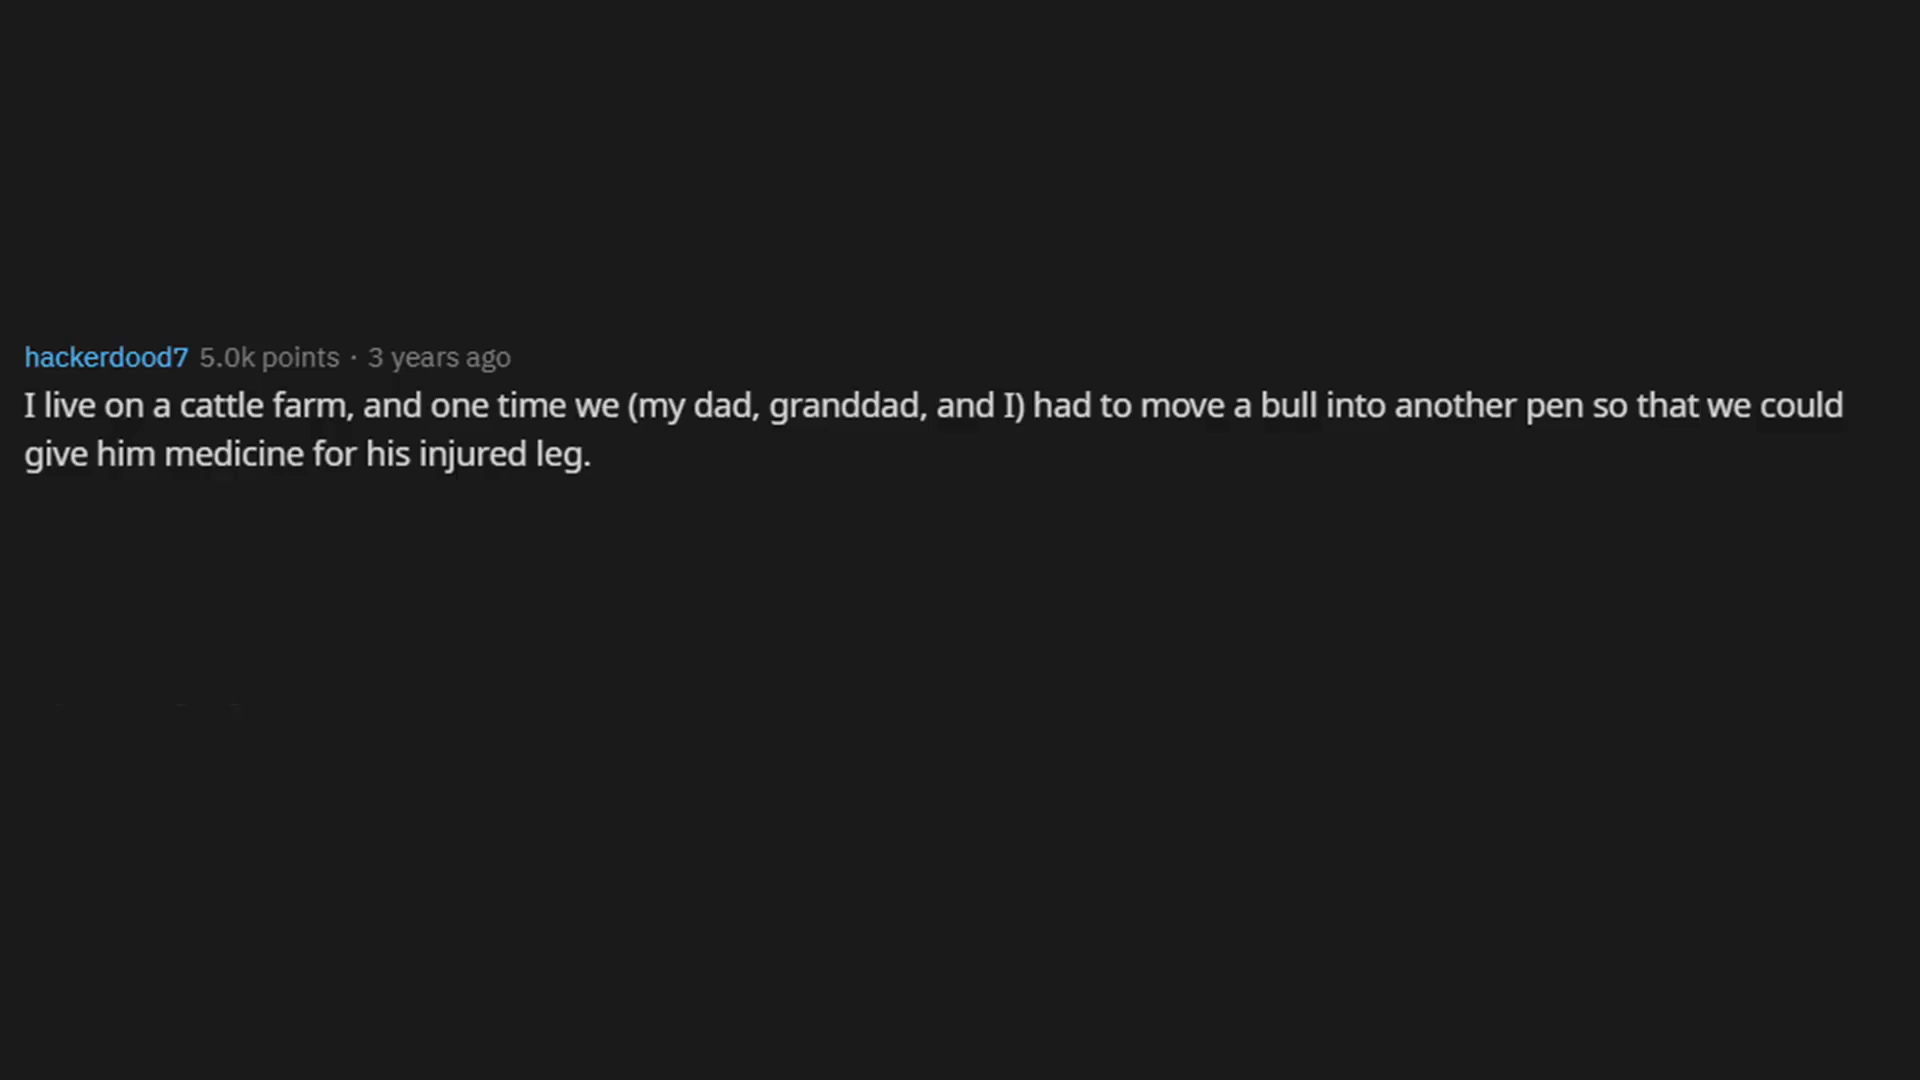 hackerdood7 5.0k points · 3 years ago
I live on a cattle farm, and one time we (my dad, granddad, and I) had to move a bull into another pen so that we could
give him medicine for his injured leg.